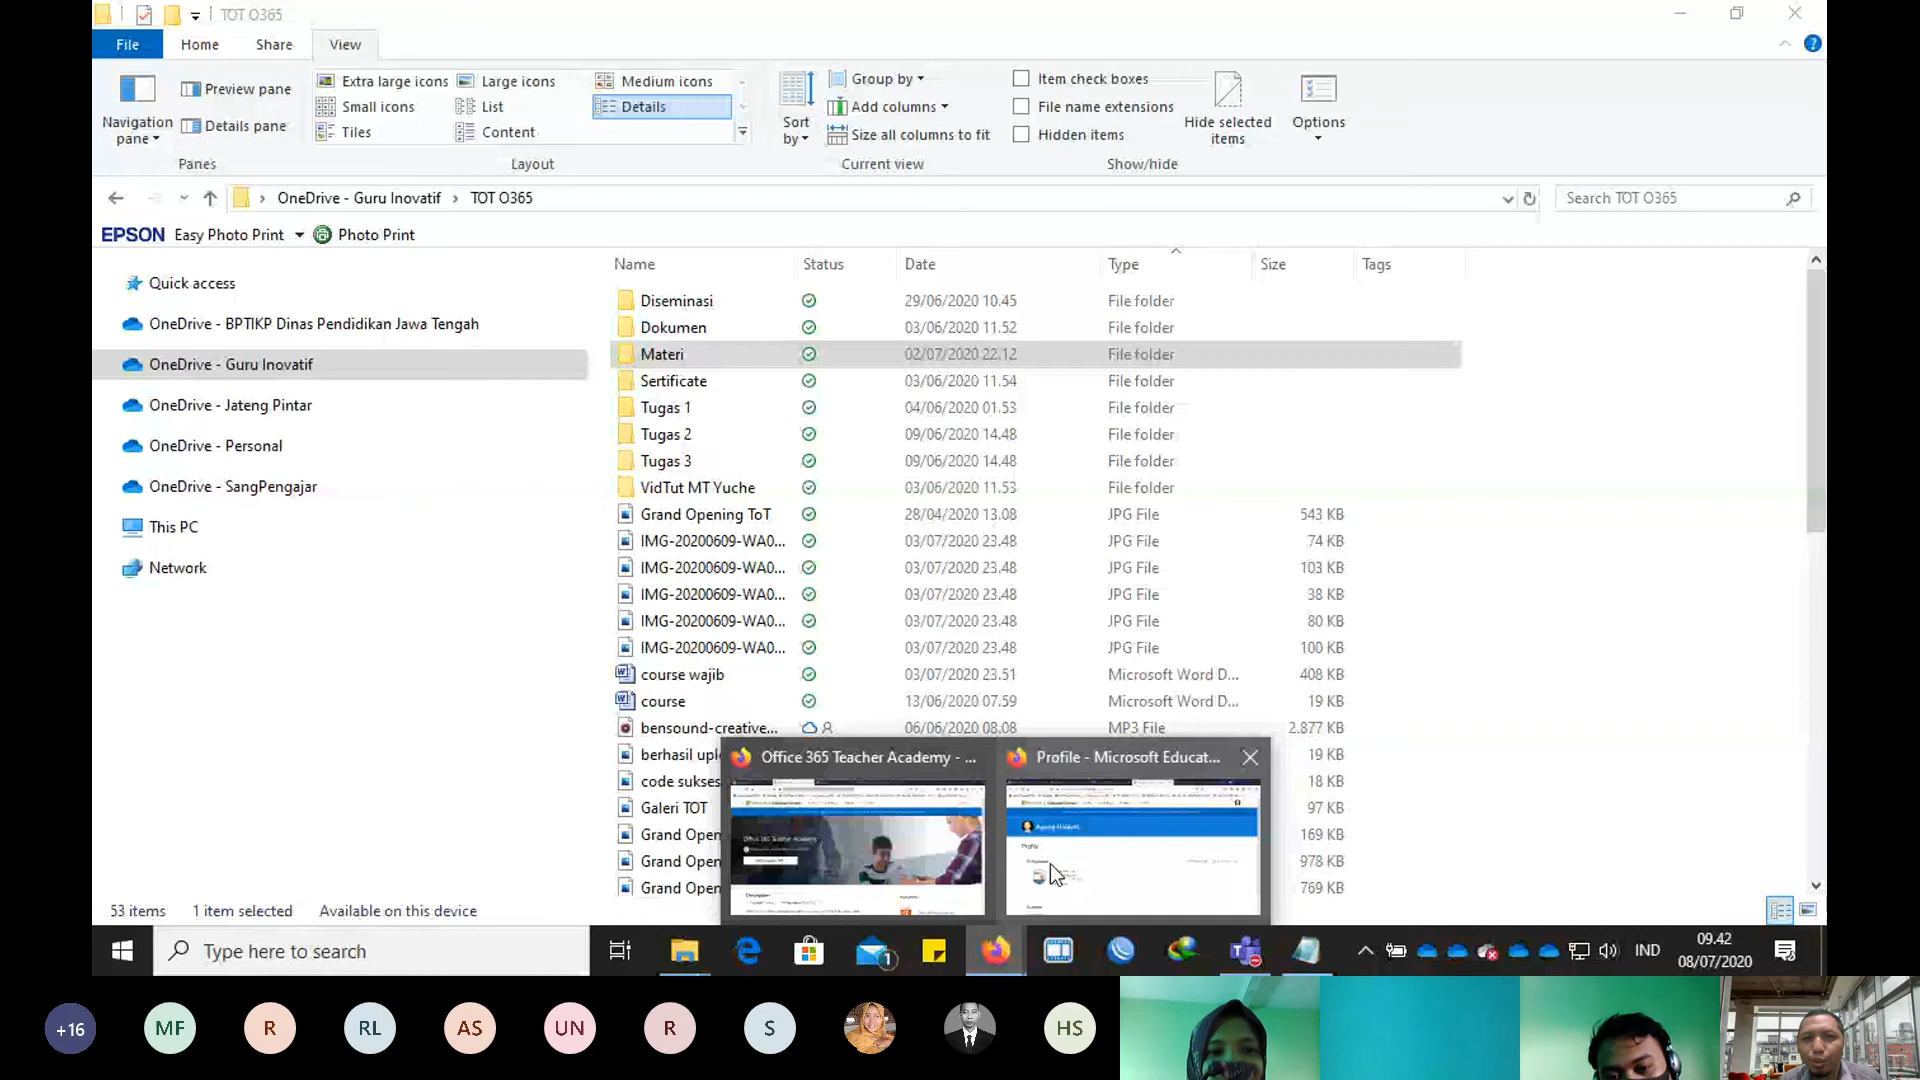 TOT O365
File Home Share View
Navigation pane
Preview pane
Details pane
Panes
Extra large icons Large icons Medium icons
Small icons List Details
Tiles Content
Layout
Sort by
Group by
Add columns
Size all columns to fit
Current view
Item check boxes
File name extensions
Hidden items
Hide selected items
Show/hide
Options
OneDrive - Guru Inovatif › TOT O365
Search TOT O365
EPSON Easy Photo Print Photo Print
Quick access
OneDrive - BPTIKP Dinas Pendidikan Jawa Tengah
OneDrive - Guru Inovatif
OneDrive - Jateng Pintar
OneDrive - Personal
OneDrive - SangPengajar
This PC
Network
Name Status Date Type Size Tags
Diseminasi 29/06/2020 10.45 File folder
Dokumen 03/06/2020 11.52 File folder
Materi 02/07/2020 22.12 File folder
Sertificate 03/06/2020 11.54 File folder
Tugas 1 04/06/2020 01.53 File folder
Tugas 2 09/06/2020 14.48 File folder
Tugas 3 09/06/2020 14.48 File folder
VidTut MT Yuche 03/06/2020 11.53 File folder
Grand Opening ToT 28/04/2020 13.08 JPG File 543 KB
IMG-20200609-WA0... 03/07/2020 23.48 JPG File 74 KB
IMG-20200609-WA0... 03/07/2020 23.48 JPG File 103 KB
IMG-20200609-WA0... 03/07/2020 23.48 JPG File 38 KB
IMG-20200609-WA0... 03/07/2020 23.48 JPG File 80 KB
IMG-20200609-WA0... 03/07/2020 23.48 JPG File 100 KB
course wajib 03/07/2020 23.51 Microsoft Word D... 408 KB
course 13/06/2020 07.59 Microsoft Word D... 19 KB
bensound-creative... 06/06/2020 08.08 MP3 File 2.877 KB
berhasil upl 19 KB
code sukses 18 KB
Galeri TOT 97 KB
Grand Open 169 KB
Grand Open 978 KB
Grand Open 769 KB
Office 365 Teacher Academy - ...
Profile - Microsoft Educat...
Office 365 Teacher Academy
Profile
53 items 1 item selected Available on this device
Type here to search
1
IND
09.42
08/07/2020
+16 MF R RL AS UN R S HS